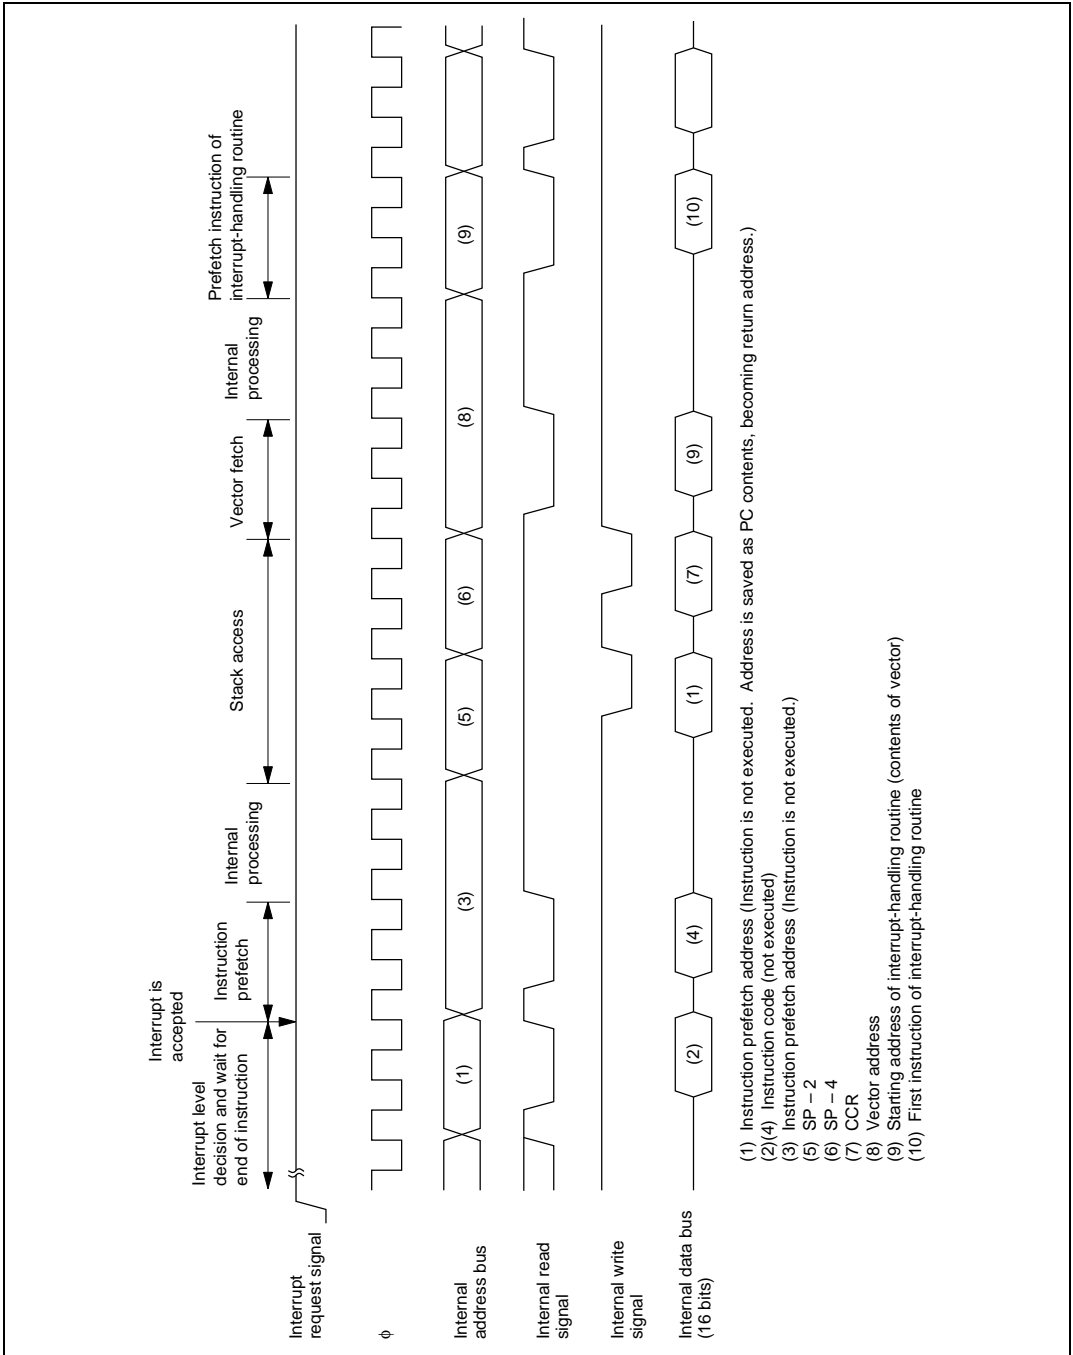 Interrupt is
accepted
Interrupt level
decision and wait for
end of instruction
Instruction
prefetch
Internal
processing
Stack access
Vector fetch
Internal
processing
Prefetch instruction of
interrupt-handling routine
Interrupt
request signal
ϕ
Internal
address bus
(1)
(3)
(5)
(6)
(8)
(9)
Internal read
signal
Internal write
signal
Internal data bus
(16 bits)
(2)
(4)
(1)
(7)
(9)
(10)
(1) Instruction prefetch address (Instruction is not executed. Address is saved as PC contents, becoming return address.)
(2)(4) Instruction code (not executed)
(3) Instruction prefetch address (Instruction is not executed.)
(5) SP – 2
(6) SP – 4
(7) CCR
(8) Vector address
(9) Starting address of interrupt-handling routine (contents of vector)
(10) First instruction of interrupt-handling routine